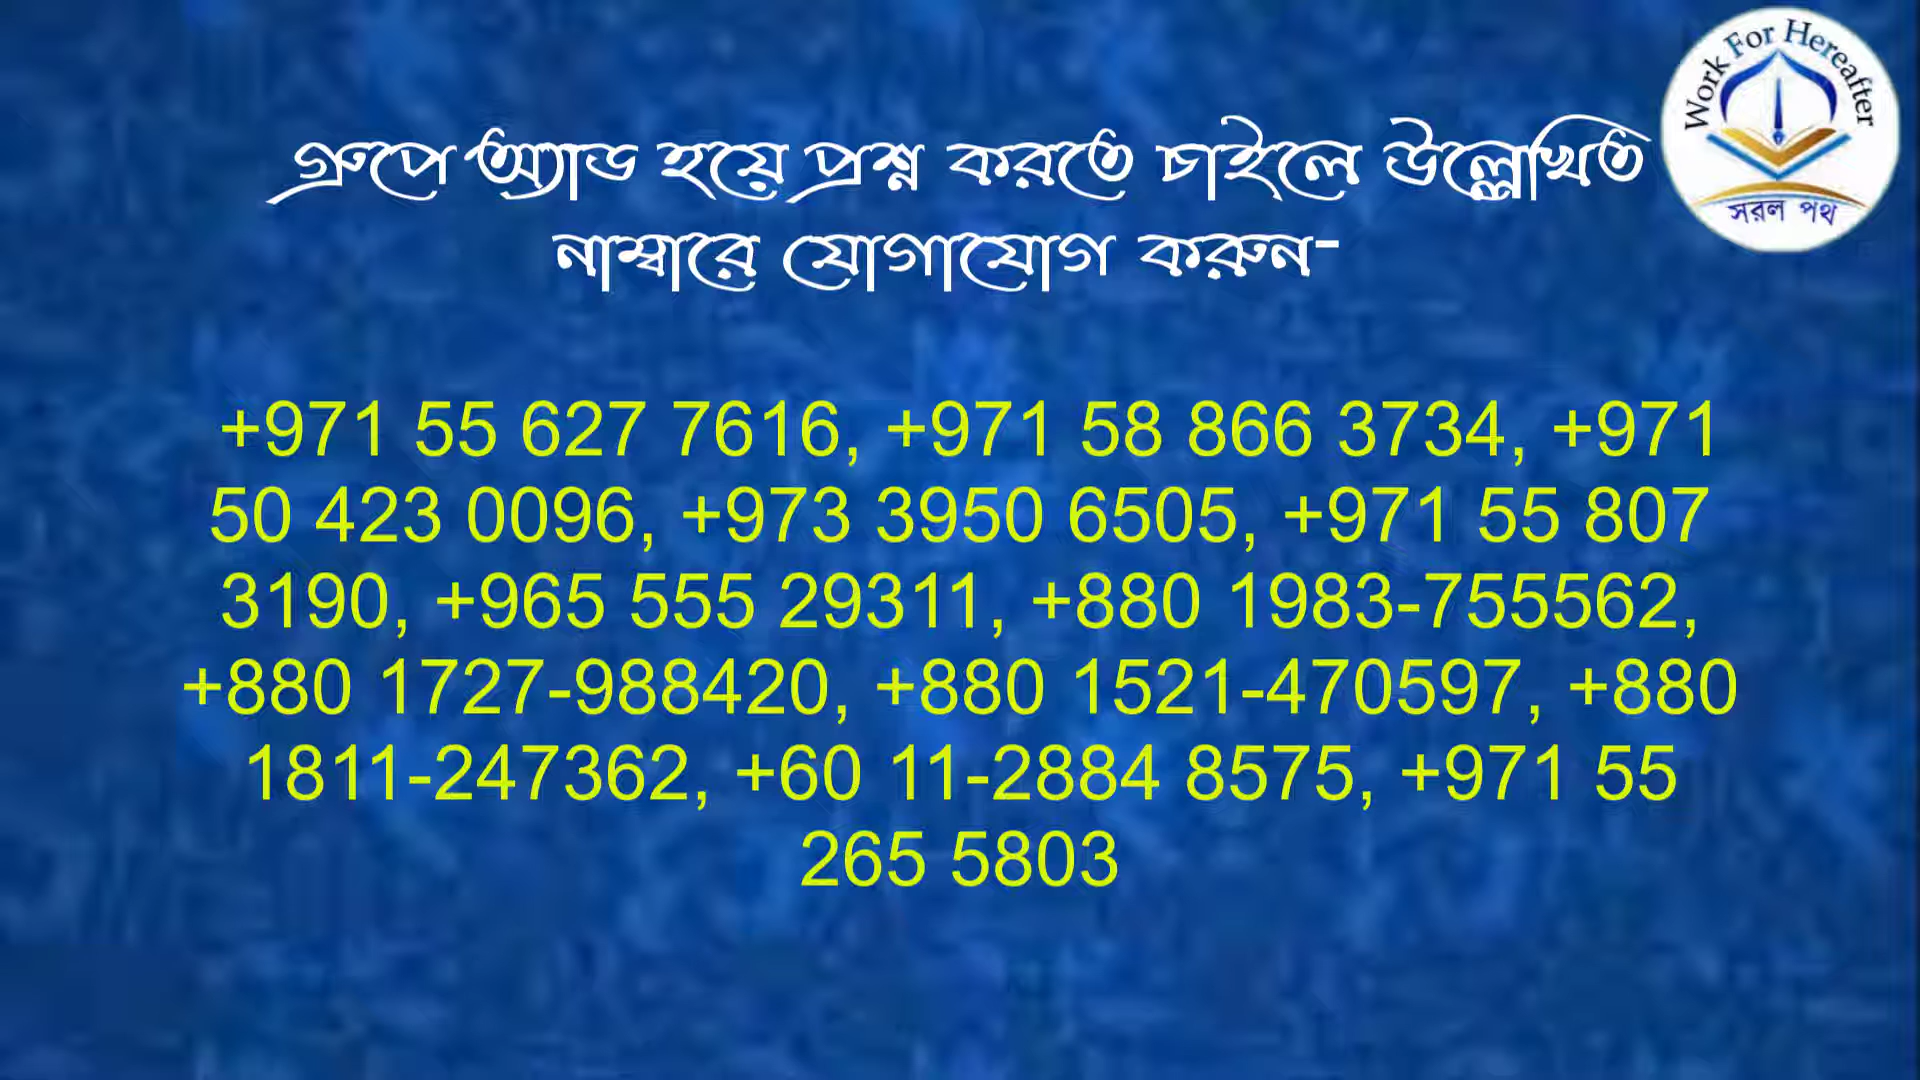 Work For Hereafter
সরল পথ
গ্রুপে অ্যাড হয়ে প্রশ্ন করতে চাইলে উল্লেখিত
নাম্বারে যোগাযোগ করুন-
+971 55 627 7616, +971 58 866 3734, +971
50 423 0096, +973 3950 6505, +971 55 807
3190, +965 555 29311, +880 1983-755562,
+880 1727-988420, +880 1521-470597, +880
1811-247362, +60 11-2884 8575, +971 55
265 5803